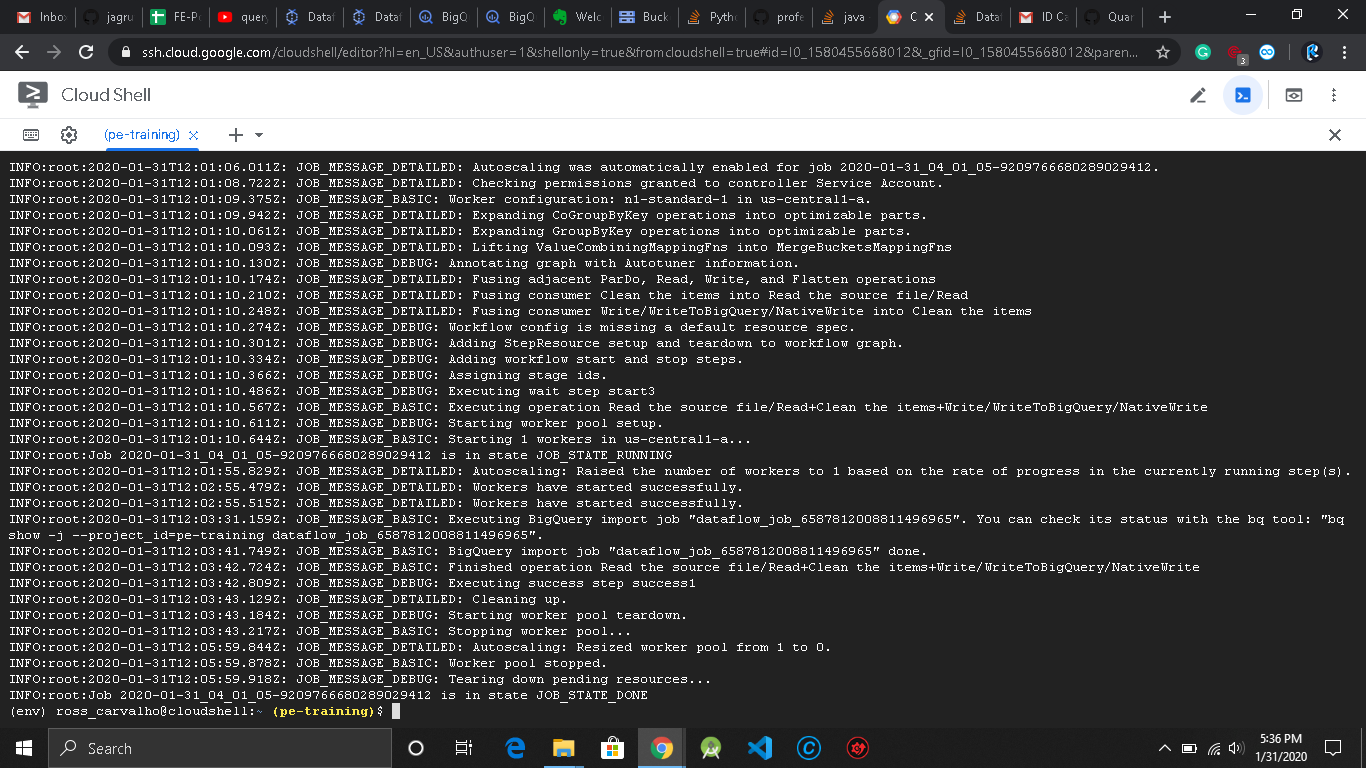 Inbo
jagru
FE-Po
query
Dataf
Dataf
BigQ
BigQ
Welc
Buck
Pytho
profe
java
C
Dataf
ID Ca
Quar
ssh.cloud.google.com/cloudshell/editor?hl=en_US&authuser=1&shellonly=true&fromcloudshell=true#id=I0_1580455668012&_gfid=I0_1580455668012&paren...
3
Cloud Shell
(pe-training)
INFO:root:2020-01-31T12:01:06.011Z: JOB_MESSAGE_DETAILED: Autoscaling was automatically enabled for job 2020-01-31_04_01_05-9209766680289029412.
INFO:root:2020-01-31T12:01:08.722Z: JOB_MESSAGE_DETAILED: Checking permissions granted to controller Service Account.
INFO:root:2020-01-31T12:01:09.375Z: JOB_MESSAGE_BASIC: Worker configuration: n1-standard-1 in us-central1-a.
INFO:root:2020-01-31T12:01:09.942Z: JOB_MESSAGE_DETAILED: Expanding CoGroupByKey operations into optimizable parts.
INFO:root:2020-01-31T12:01:10.061Z: JOB_MESSAGE_DETAILED: Expanding GroupByKey operations into optimizable parts.
INFO:root:2020-01-31T12:01:10.093Z: JOB_MESSAGE_DETAILED: Lifting ValueCombiningMappingFns into MergeBucketsMappingFns
INFO:root:2020-01-31T12:01:10.130Z: JOB_MESSAGE_DEBUG: Annotating graph with Autotuner information.
INFO:root:2020-01-31T12:01:10.174Z: JOB_MESSAGE_DETAILED: Fusing adjacent ParDo, Read, Write, and Flatten operations
INFO:root:2020-01-31T12:01:10.210Z: JOB_MESSAGE_DETAILED: Fusing consumer Clean the items into Read the source file/Read
INFO:root:2020-01-31T12:01:10.248Z: JOB_MESSAGE_DETAILED: Fusing consumer Write/WriteToBigQuery/NativeWrite into Clean the items
INFO:root:2020-01-31T12:01:10.274Z: JOB_MESSAGE_DEBUG: Workflow config is missing a default resource spec.
INFO:root:2020-01-31T12:01:10.301Z: JOB_MESSAGE_DEBUG: Adding StepResource setup and teardown to workflow graph.
INFO:root:2020-01-31T12:01:10.334Z: JOB_MESSAGE_DEBUG: Adding workflow start and stop steps.
INFO:root:2020-01-31T12:01:10.366Z: JOB_MESSAGE_DEBUG: Assigning stage ids.
INFO:root:2020-01-31T12:01:10.486Z: JOB_MESSAGE_DEBUG: Executing wait step start3
INFO:root:2020-01-31T12:01:10.567Z: JOB_MESSAGE_BASIC: Executing operation Read the source file/Read+Clean the items+Write/WriteToBigQuery/NativeWrite
INFO:root:2020-01-31T12:01:10.611Z: JOB_MESSAGE_DEBUG: Starting worker pool setup.
INFO:root:2020-01-31T12:01:10.644Z: JOB_MESSAGE_BASIC: Starting 1 workers in us-central1-a...
INFO:root:Job 2020-01-31_04_01_05-9209766680289029412 is in state JOB_STATE_RUNNING
INFO:root:2020-01-31T12:01:55.829Z: JOB_MESSAGE_DETAILED: Autoscaling: Raised the number of workers to 1 based on the rate of progress in the currently running step(s).
INFO:root:2020-01-31T12:02:55.479Z: JOB_MESSAGE_DETAILED: Workers have started successfully.
INFO:root:2020-01-31T12:02:55.515Z: JOB_MESSAGE_DETAILED: Workers have started successfully.
INFO:root:2020-01-31T12:03:31.159Z: JOB_MESSAGE_BASIC: Executing BigQuery import job "dataflow_job_6587812008811496965". You can check its status with the bq tool: "bq
show -j --project_id=pe-training dataflow_job_6587812008811496965".
INFO:root:2020-01-31T12:03:41.749Z: JOB_MESSAGE_BASIC: BigQuery import job "dataflow_job_6587812008811496965" done.
INFO:root:2020-01-31T12:03:42.724Z: JOB_MESSAGE_BASIC: Finished operation Read the source file/Read+Clean the items+Write/WriteToBigQuery/NativeWrite
INFO:root:2020-01-31T12:03:42.809Z: JOB_MESSAGE_DEBUG: Executing success step success1
INFO:root:2020-01-31T12:03:43.129Z: JOB_MESSAGE_DETAILED: Cleaning up.
INFO:root:2020-01-31T12:03:43.184Z: JOB_MESSAGE_DEBUG: Starting worker pool teardown.
INFO:root:2020-01-31T12:03:43.217Z: JOB_MESSAGE_BASIC: Stopping worker pool...
INFO:root:2020-01-31T12:05:59.844Z: JOB_MESSAGE_DETAILED: Autoscaling: Resized worker pool from 1 to 0.
INFO:root:2020-01-31T12:05:59.878Z: JOB_MESSAGE_BASIC: Worker pool stopped.
INFO:root:2020-01-31T12:05:59.918Z: JOB_MESSAGE_DEBUG: Tearing down pending resources...
INFO:root:Job 2020-01-31_04_01_05-9209766680289029412 is in state JOB_STATE_DONE
(env) ross_carvalho@cloudshell:~ (pe-training)$
Search
5:36 PM
1/31/2020